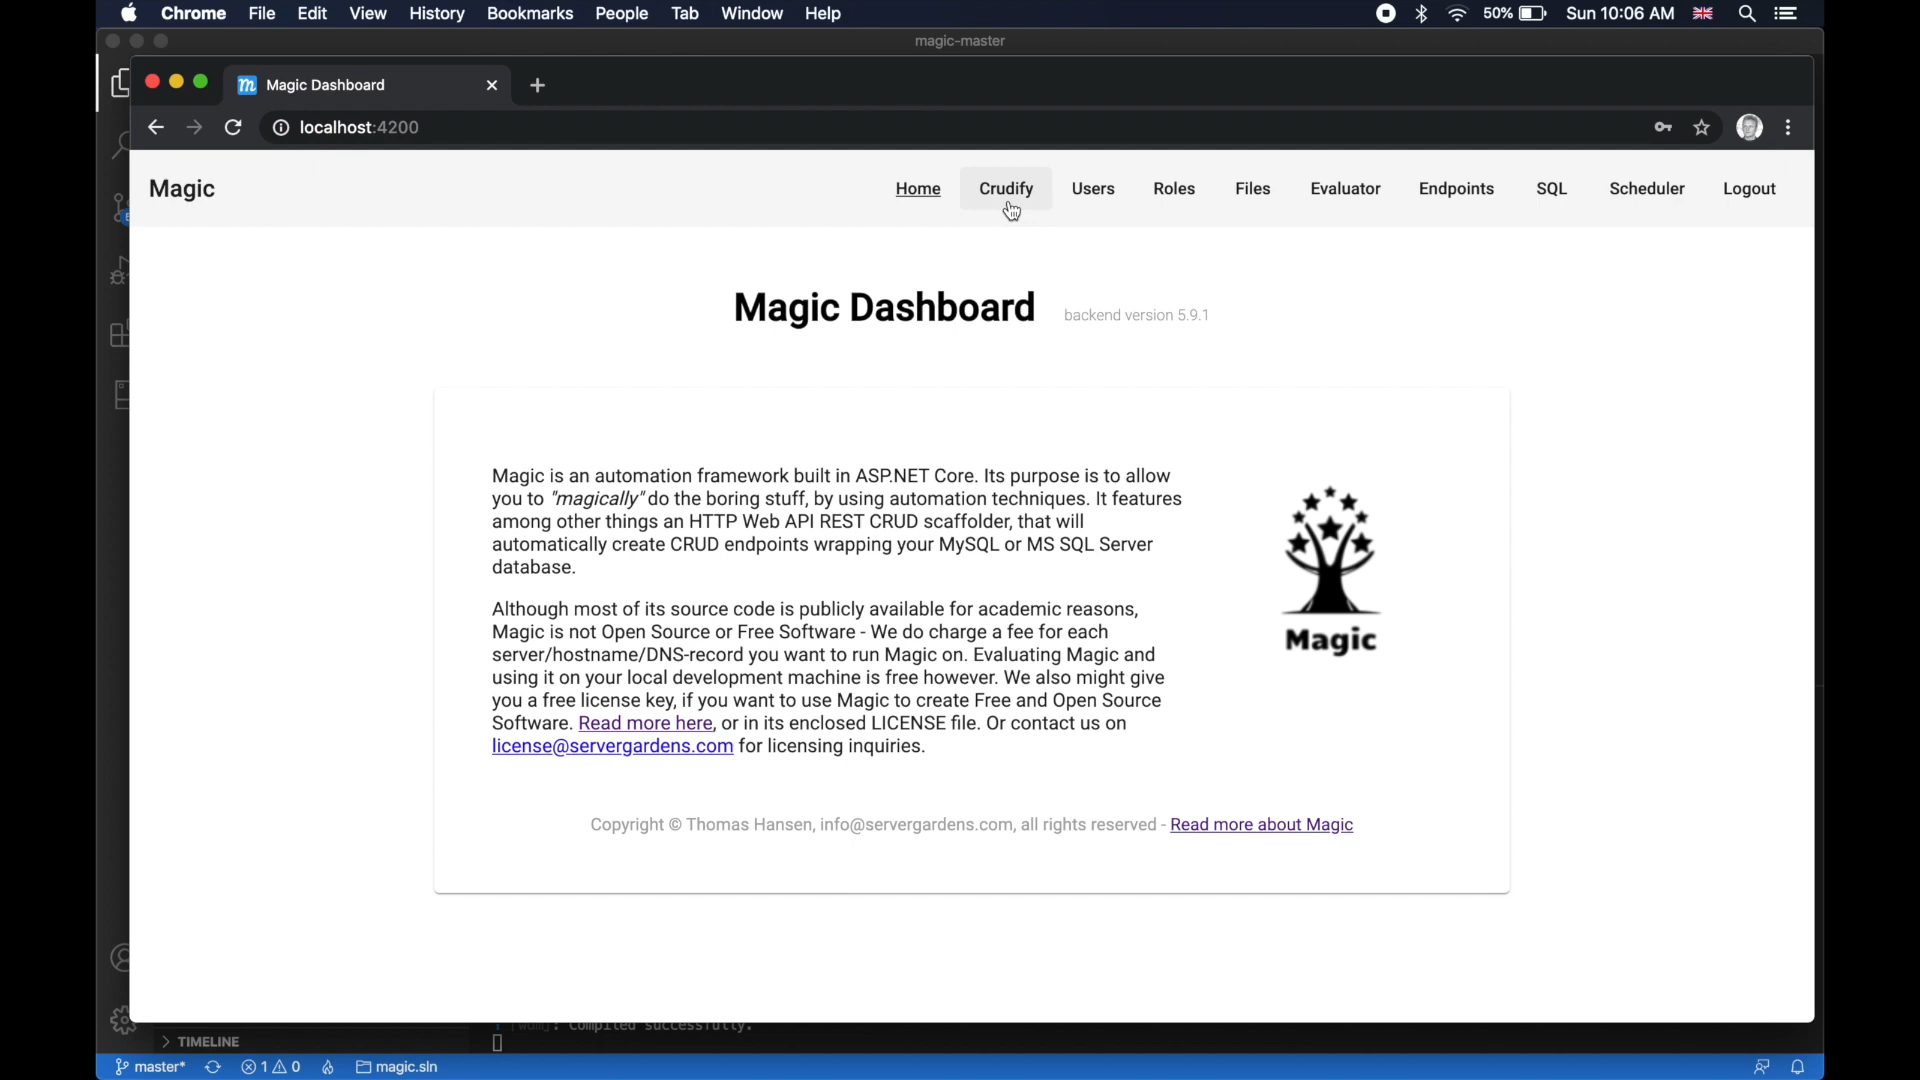 Chrome File Edit View History Bookmarks People Tab Window Help 50% Sun 10:06 AM
magic-master
m Magic Dashboard
localhost:4200
Magic Home Crudify Users Roles Files Evaluator Endpoints SQL Scheduler Logout
Magic Dashboard backend version 5.9.1
Magic is an automation framework built in ASP.NET Core. Its purpose is to allow
you to "magically" do the boring stuff, by using automation techniques. It features
among other things an HTTP Web API REST CRUD scaffolder, that will
automatically create CRUD endpoints wrapping your MySQL or MS SQL Server
database.
Although most of its source code is publicly available for academic reasons,
Magic is not Open Source or Free Software - We do charge a fee for each
server/hostname/DNS-record you want to run Magic on. Evaluating Magic and
using it on your local development machine is free however. We also might give
you a free license key, if you want to use Magic to create Free and Open Source
Software. Read more here, or in its enclosed LICENSE file. Or contact us on
license@servergardens.com for licensing inquiries.
Magic
Copyright © Thomas Hansen, info@servergardens.com, all rights reserved - Read more about Magic
: Compiled successfully.
TIMELINE
master* 1 0 magic.sln